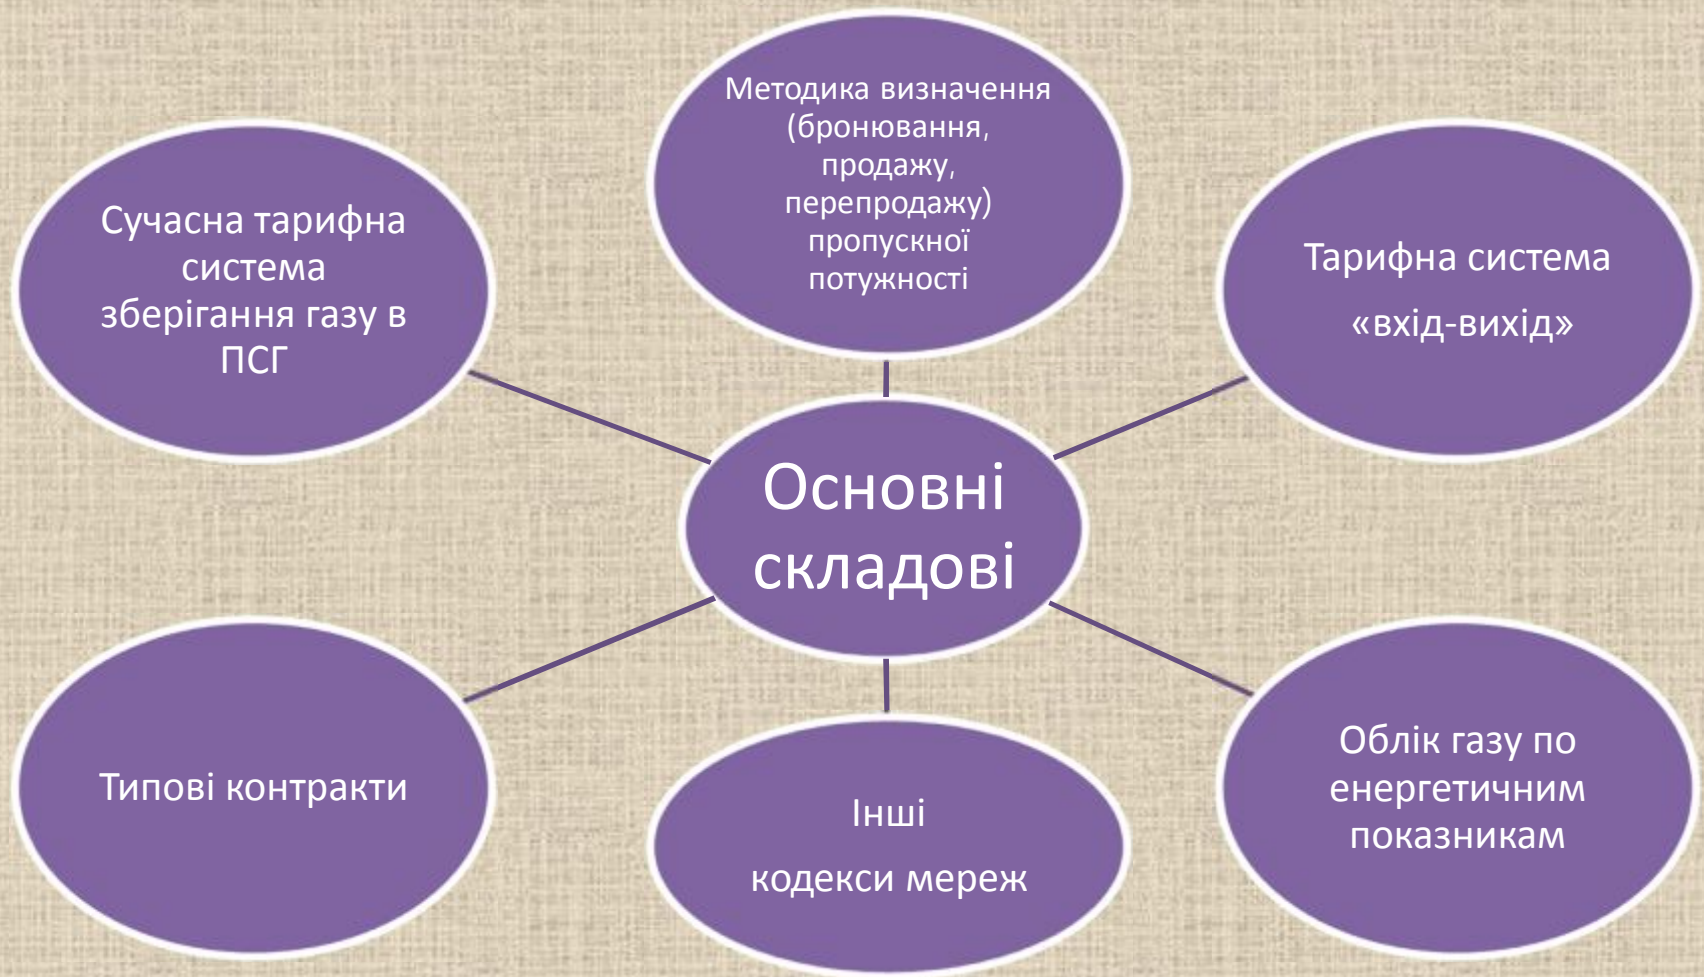 Методика визначення
(бронювання,
продажу,
перепродажу)
пропускної
потужності
Сучасна тарифна
система
зберігання газу в
ПСГ
Тарифна система
«вхід-вихід»
Основні
складові
Типові контракти
Інші
кодекси мереж
Облік газу по
енергетичним
показникам